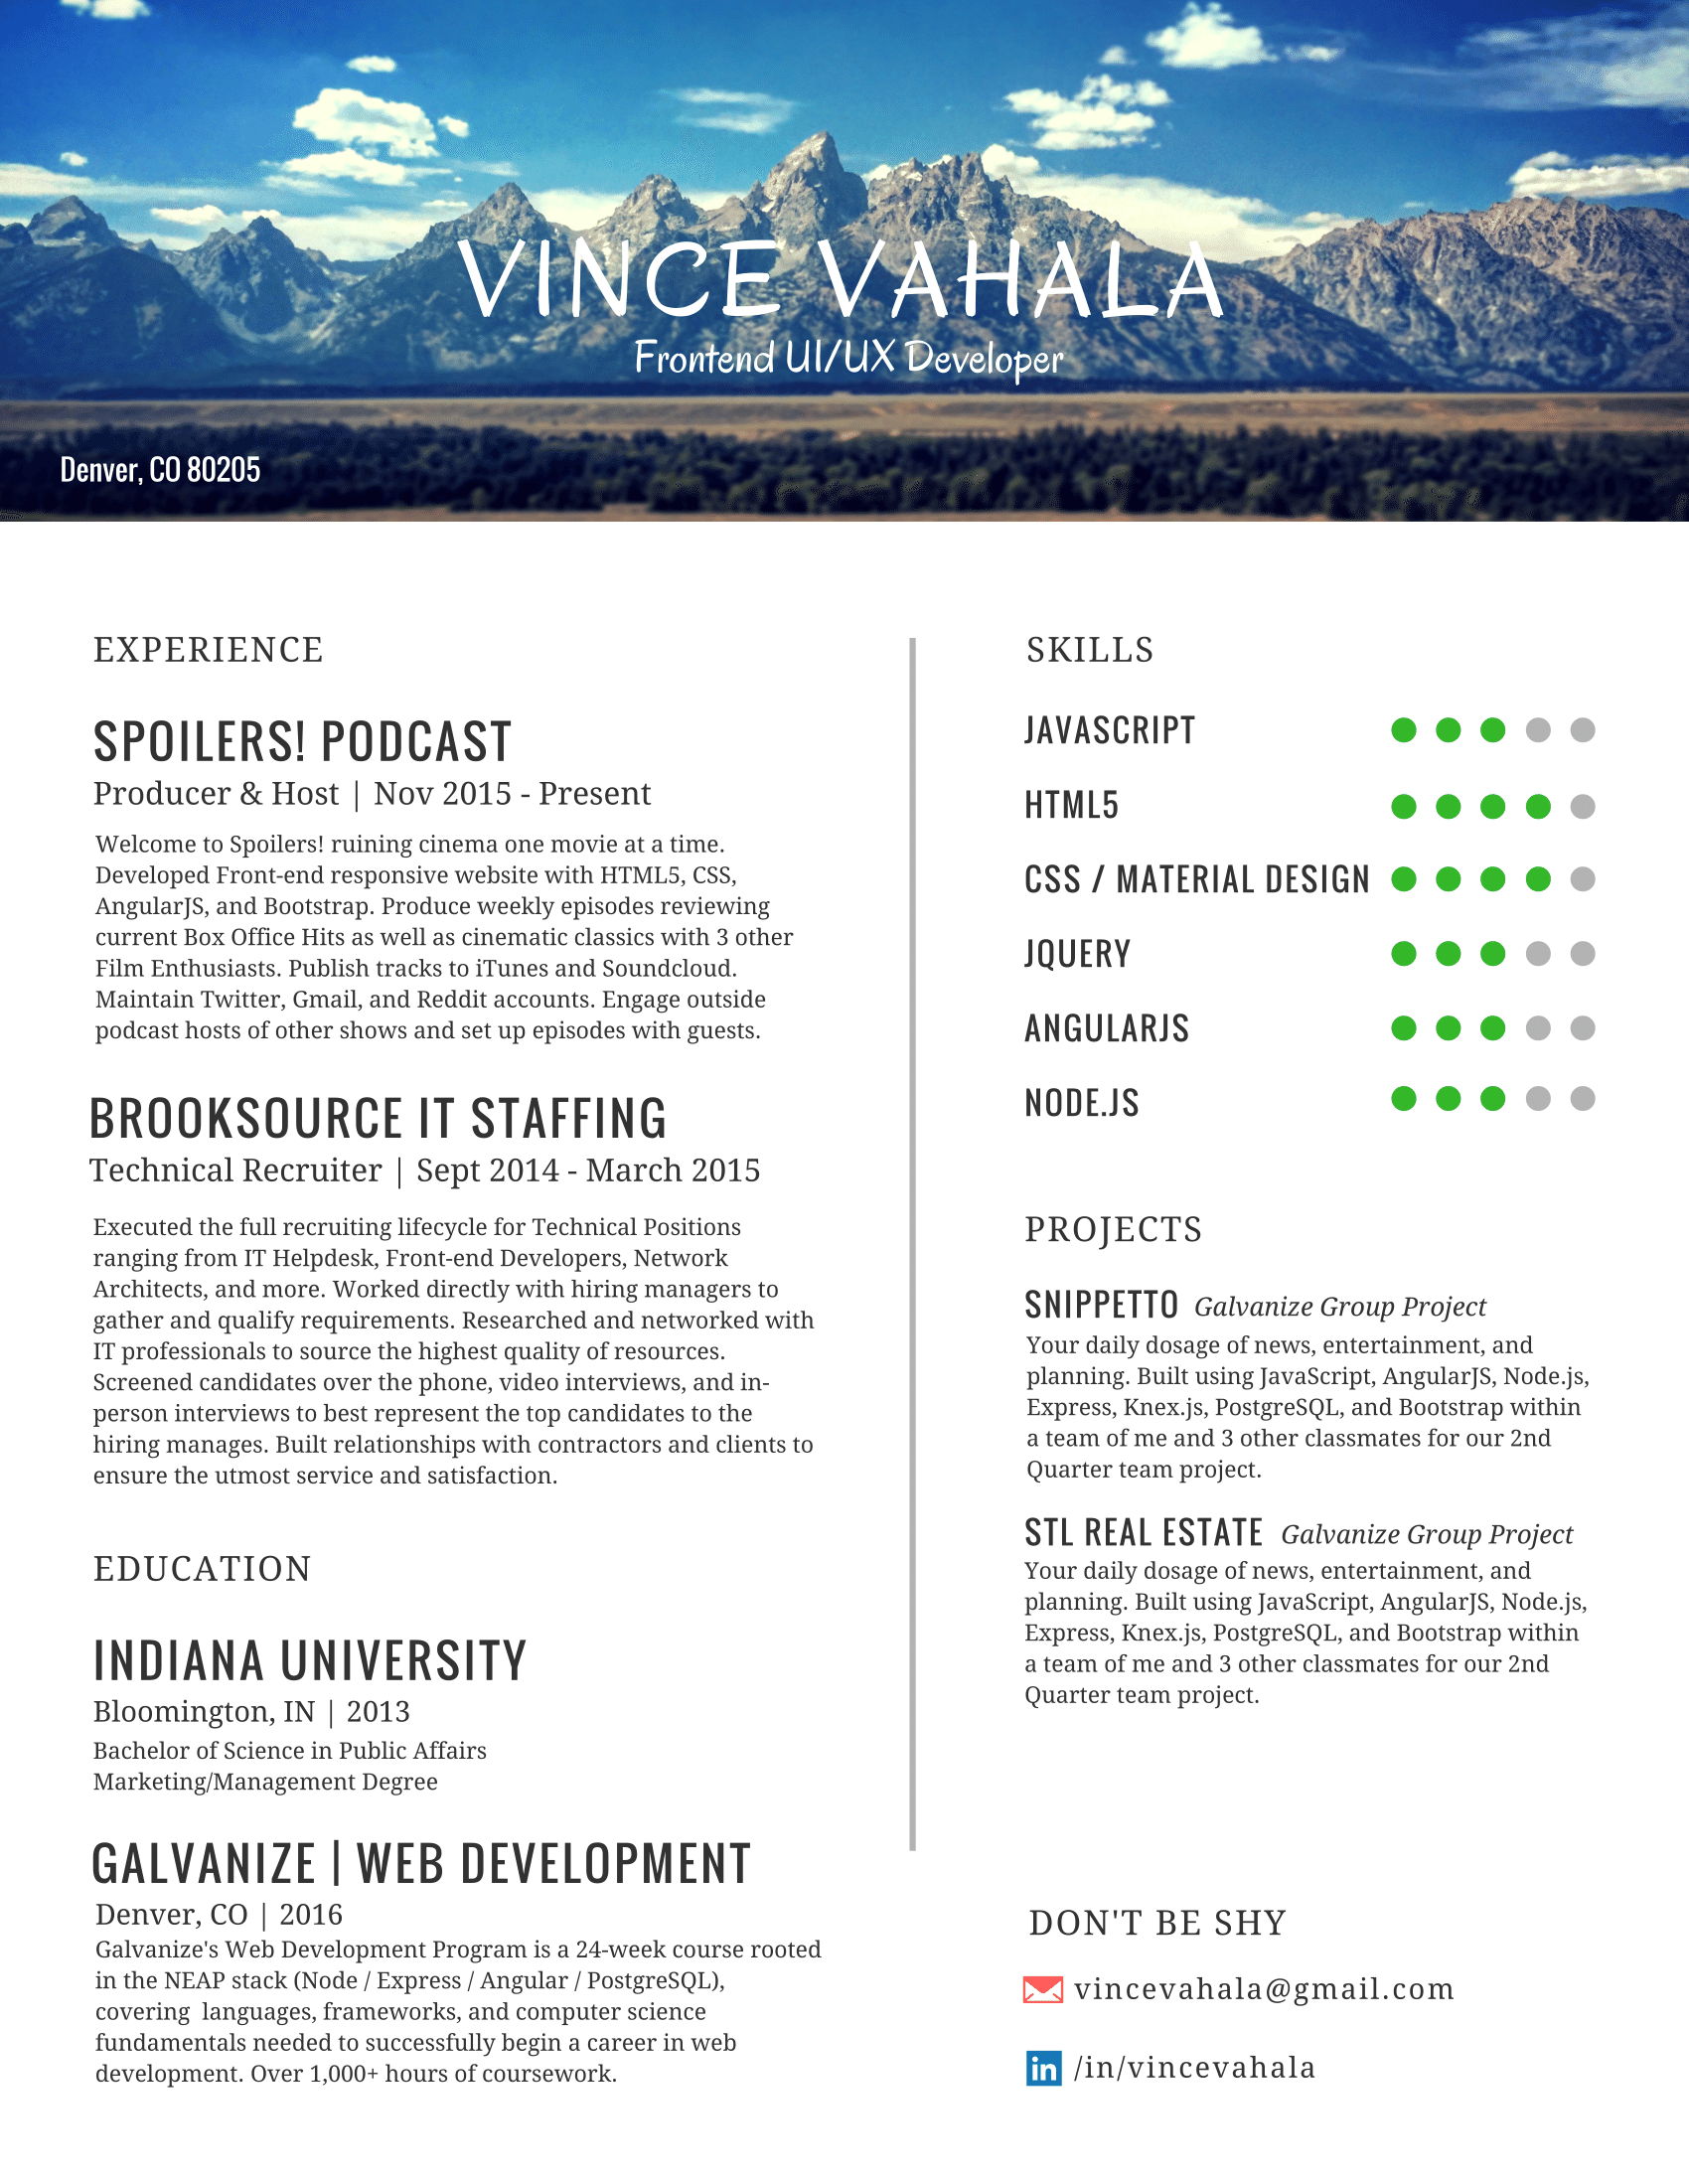 VINCE VAHALA
Frontend UI/UX Developer
Denver, CO 80205
EXPERIENCE
SPOILERS! PODCAST
Producer & Host | Nov 2015 - Present
Welcome to Spoilers! ruining cinema one movie at a time.
Developed Front-end responsive website with HTML5, CSS,
AngularJS, and Bootstrap. Produce weekly episodes reviewing
current Box Office Hits as well as cinematic classics with 3 other
Film Enthusiasts. Publish tracks to iTunes and Soundcloud.
Maintain Twitter, Gmail, and Reddit accounts. Engage outside
podcast hosts of other shows and set up episodes with guests.
BROOKSOURCE IT STAFFING
Technical Recruiter | Sept 2014 - March 2015
Executed the full recruiting lifecycle for Technical Positions
ranging from IT Helpdesk, Front-end Developers, Network
Architects, and more. Worked directly with hiring managers to
gather and qualify requirements. Researched and networked with
IT professionals to source the highest quality of resources.
Screened candidates over the phone, video interviews, and in-
person interviews to best represent the top candidates to the
hiring manages. Built relationships with contractors and clients to
ensure the utmost service and satisfaction.
EDUCATION
INDIANA UNIVERSITY
Bloomington, IN | 2013
Bachelor of Science in Public Affairs
Marketing/Management Degree
GALVANIZE | WEB DEVELOPMENT
Denver, CO | 2016
Galvanize's Web Development Program is a 24-week course rooted
in the NEAP stack (Node / Express / Angular / PostgreSQL),
covering  languages, frameworks, and computer science
fundamentals needed to successfully begin a career in web
development. Over 1,000+ hours of coursework.
SKILLS
JAVASCRIPT
HTML5
CSS / MATERIAL DESIGN
JQUERY
ANGULARJS
NODE.JS
PROJECTS
SNIPPETTO Galvanize Group Project
Your daily dosage of news, entertainment, and
planning. Built using JavaScript, AngularJS, Node.js,
Express, Knex.js, PostgreSQL, and Bootstrap within
a team of me and 3 other classmates for our 2nd
Quarter team project.
STL REAL ESTATE Galvanize Group Project
Your daily dosage of news, entertainment, and
planning. Built using JavaScript, AngularJS, Node.js,
Express, Knex.js, PostgreSQL, and Bootstrap within
a team of me and 3 other classmates for our 2nd
Quarter team project.
DON'T BE SHY
vincevahala@gmail.com
in /in/vincevahala